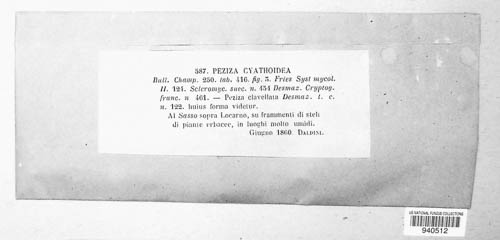 587. PEZIZA CYATHOIDEA
Bull. Champ. 250. tab. 416. fig. 3. Fries Syst mycol.
II. 124. Scleromyc. suec. n. 454 Desmaz. Cryptog.
franc. n 461. — Peziza clavellata Desmaz. l. c.
n. 122. huius forma videtur.
Al Sasso sopra Locarno, su frammenti di steli
di piante erbacee, in luoghi molto umidi.
Giugno 1860. DALDINI.
US NATIONAL FUNGUS COLLECTIONS
940512